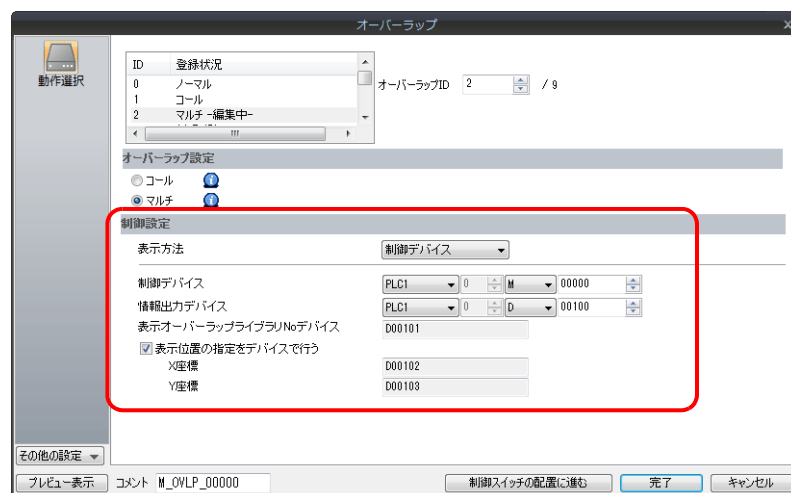 オーバーラップ
動作選択
ID 登録状況
0 ノーマル
1 コール
2 マルチ -編集中-
オーバーラップID 2 / 9
オーバーラップ設定
コール
マルチ
制御設定
表示方法 制御デバイス
制御デバイス PLC1 0 M 00000
情報出力デバイス PLC1 0 D 00100
表示オーバーラップライブラリNoデバイス D00101
表示位置の指定をデバイスで行う
X座標 D00102
Y座標 D00103
その他の設定
プレビュー表示 コメント M_OVLP_00000 制御スイッチの配置に進む 完了 キャンセル